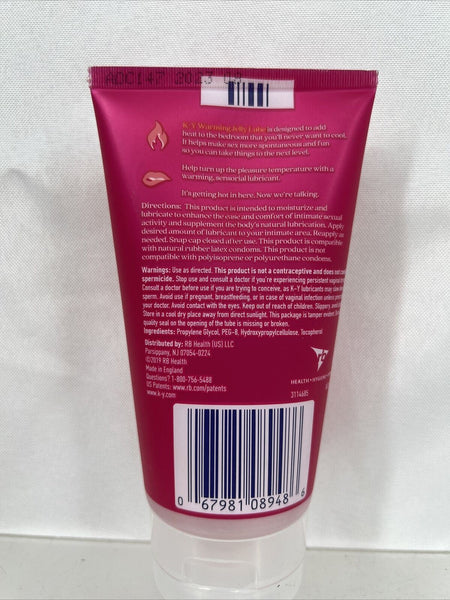 ADC147 2023 02
K-Y Warming Jelly Lube is designed to add
heat to the bedroom that you'll never want to cool.
It helps make sex more spontaneous and fun
so you can take things to the next level.
Help turn up the pleasure temperature with a
warming, sensorial lubricant.
It's getting hot in here. Now we're talking.
Directions: This product is intended to moisturize and
lubricate to enhance the ease and comfort of intimate sexual
activity and supplement the body's natural lubrication. Apply
desired amount of lubricant to your intimate area. Reapply as
needed. Snap cap closed after use. This product is compatible
with natural rubber latex condoms. This product is not
compatible with polyisoprene or polyurethane condoms.
Warnings: Use as directed. This product is not a contraceptive and does not
spermicide. Stop use and consult a doctor if you're experiencing persistent vaginal
Consult a doctor before use if you are trying to conceive, as K-Y lubricants may slow
sperm. Avoid use if pregnant, breastfeeding, or in case of vaginal infection unless
your doctor. Avoid contact with the eyes. Keep out of reach of children. Slippery,
Store in a cool dry place away from direct sunlight. This package is tamper evident.
quality seal on the opening of the tube is missing or broken.
Ingredients: Propylene Glycol, PEG-8, Hydroxypropylcellulose, Tocopherol
Distributed by: RB Health (US) LLC
Parsippany, NJ 07054-0224
©2019 RB Health
Made in England
Questions? 1-800-756-5488
US Patents: www.rb.com/patents
www.k-y.com
HEALTH • HYGIENE
3114685
0 67981 08948 6